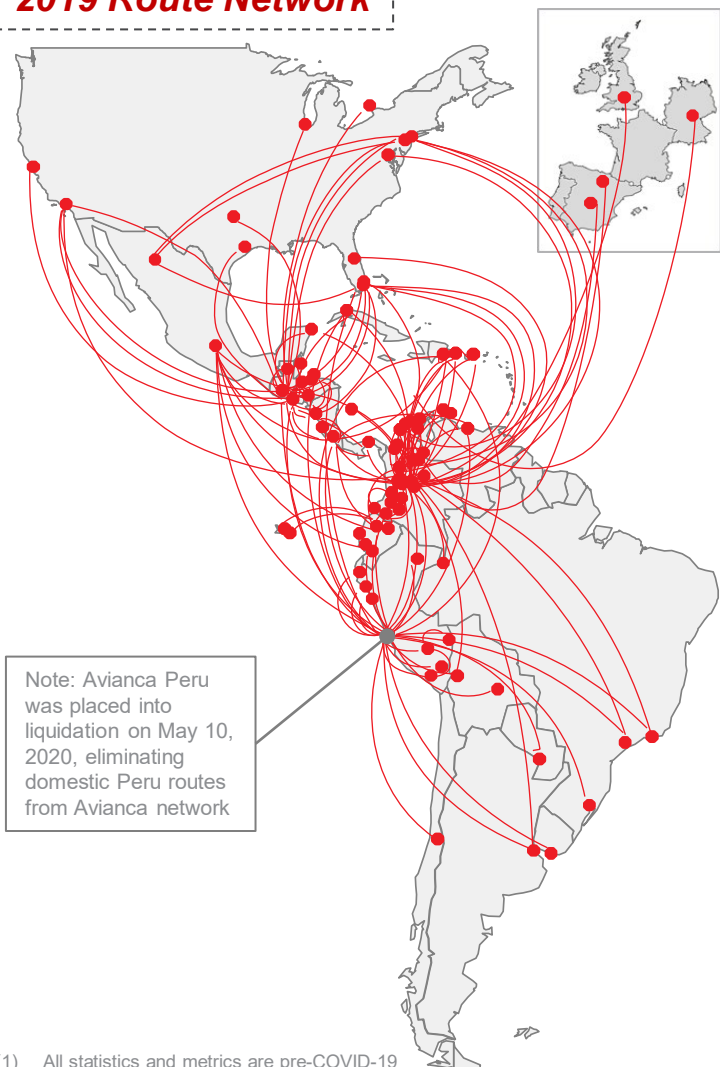 2019 Route Network
Note: Avianca Peru
was placed into
liquidation on May 10,
2020, eliminating
domestic Peru routes
from Avianca network
1) All statistics and metrics are pre-COVID-19